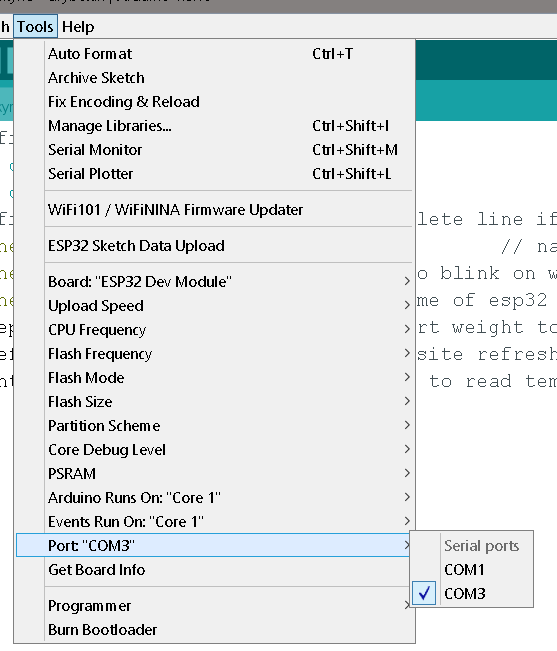 h Tools Help
Auto Format Ctrl+T
Archive Sketch
Fix Encoding & Reload
Manage Libraries... Ctrl+Shift+I
Serial Monitor Ctrl+Shift+M
Serial Plotter Ctrl+Shift+L
WiFi101 / WiFiNINA Firmware Updater
lete line if
ESP32 Sketch Data Upload
// na
Board: "ESP32 Dev Module"
o blink on w
Upload Speed
me of esp32
CPU Frequency
rt weight to
Flash Frequency
site refresh
Flash Mode
to read tem
Flash Size
Partition Scheme
Core Debug Level
PSRAM
Arduino Runs On: "Core 1"
Events Run On: "Core 1"
Port: "COM3"
Serial ports
Get Board Info
COM1
COM3
Programmer
Burn Bootloader